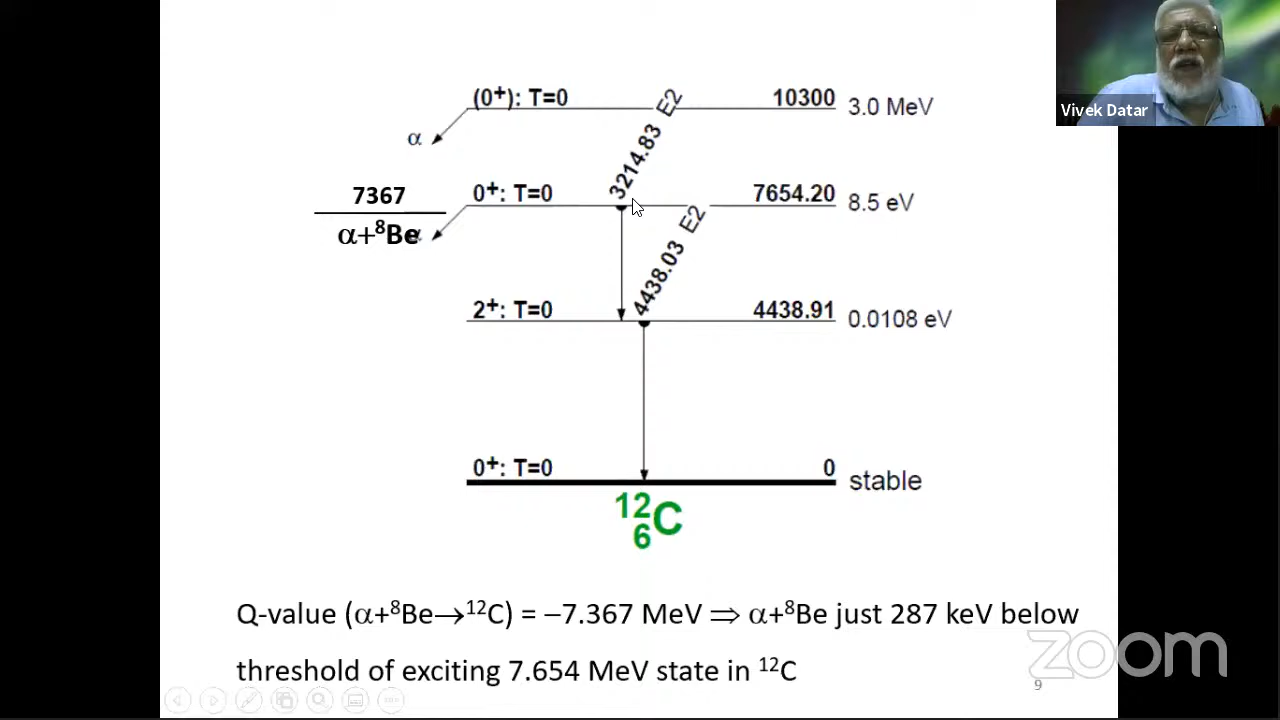 Vivek Datar
(0⁺): T=0 3214.83 E2 10300 3.0 MeV
α
7367
0⁺: T=0 7654.20 8.5 eV
α+⁸Be α
4438.03 E2
2⁺: T=0 4438.91 0.0108 eV
0⁺: T=0 0 stable
¹²₆C
Q-value (α+⁸Be→¹²C) = –7.367 MeV ⇒ α+⁸Be just 287 keV below
threshold of exciting 7.654 MeV state in ¹²C
zoom
9